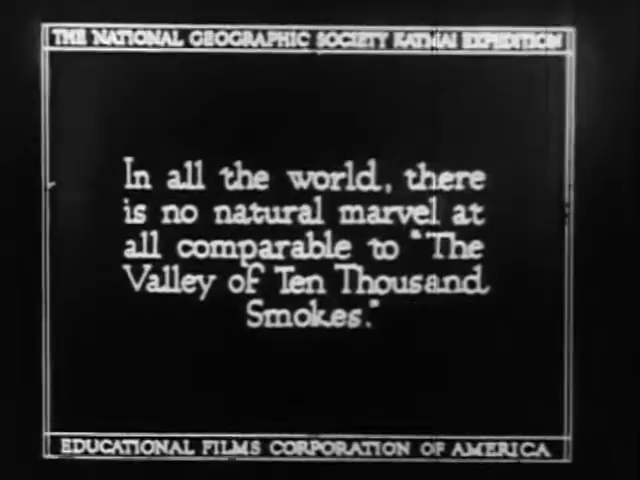 THE NATIONAL GEOGRAPHIC SOCIETY KATMAI EXPEDITION
In all the world, there
is no natural marvel at
all comparable to "The
Valley of Ten Thousand
Smokes."
EDUCATIONAL FILMS CORPORATION OF AMERICA